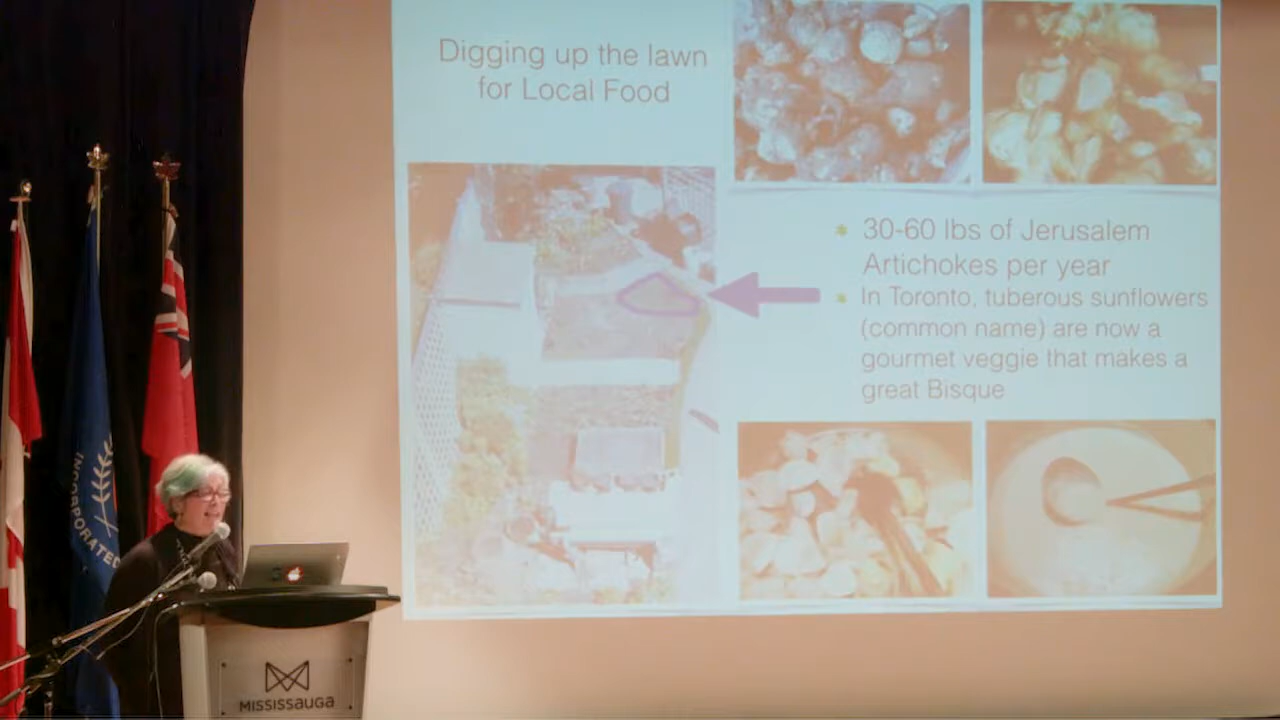 Digging up the lawn
for Local Food
30-60 lbs of Jerusalem
Artichokes per year
In Toronto, tuberous sunflowers
(common name) are now a
gourmet veggie that makes a
great Bisque
INCORPORATED
MISSISSauGa